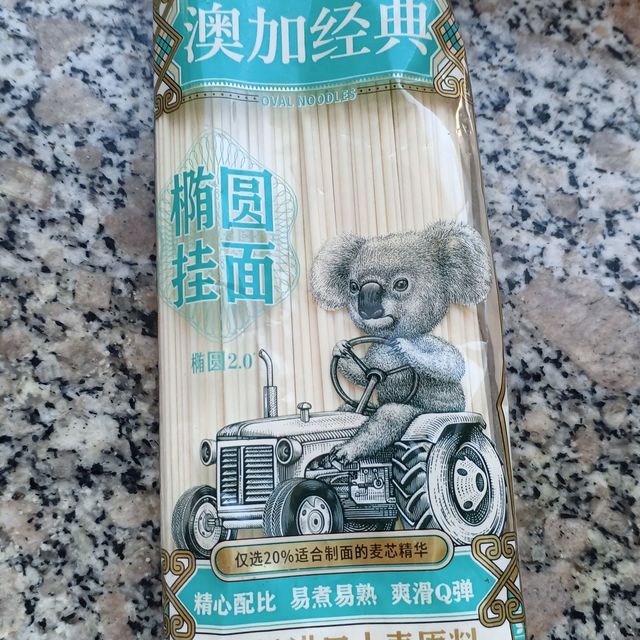 澳加经典
OVAL NOODLES
椭圆
挂面
椭圆2.0
仅选20%适合制面的麦芯精华
精心配比 易煮易熟 爽滑Q弹